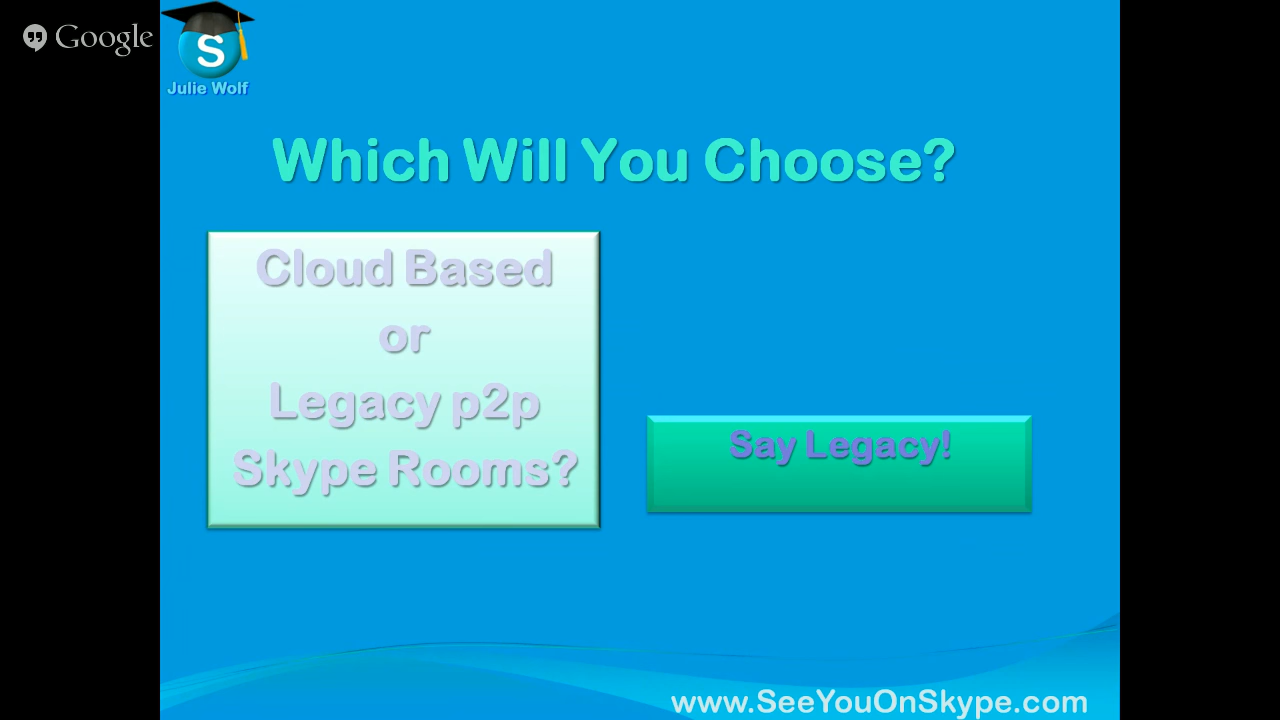 Google
S
Julie Wolf
Which Will You Choose?
Cloud Based
or
Legacy p2p
Skype Rooms?
Say Legacy!
www.SeeYouOnSkype.com